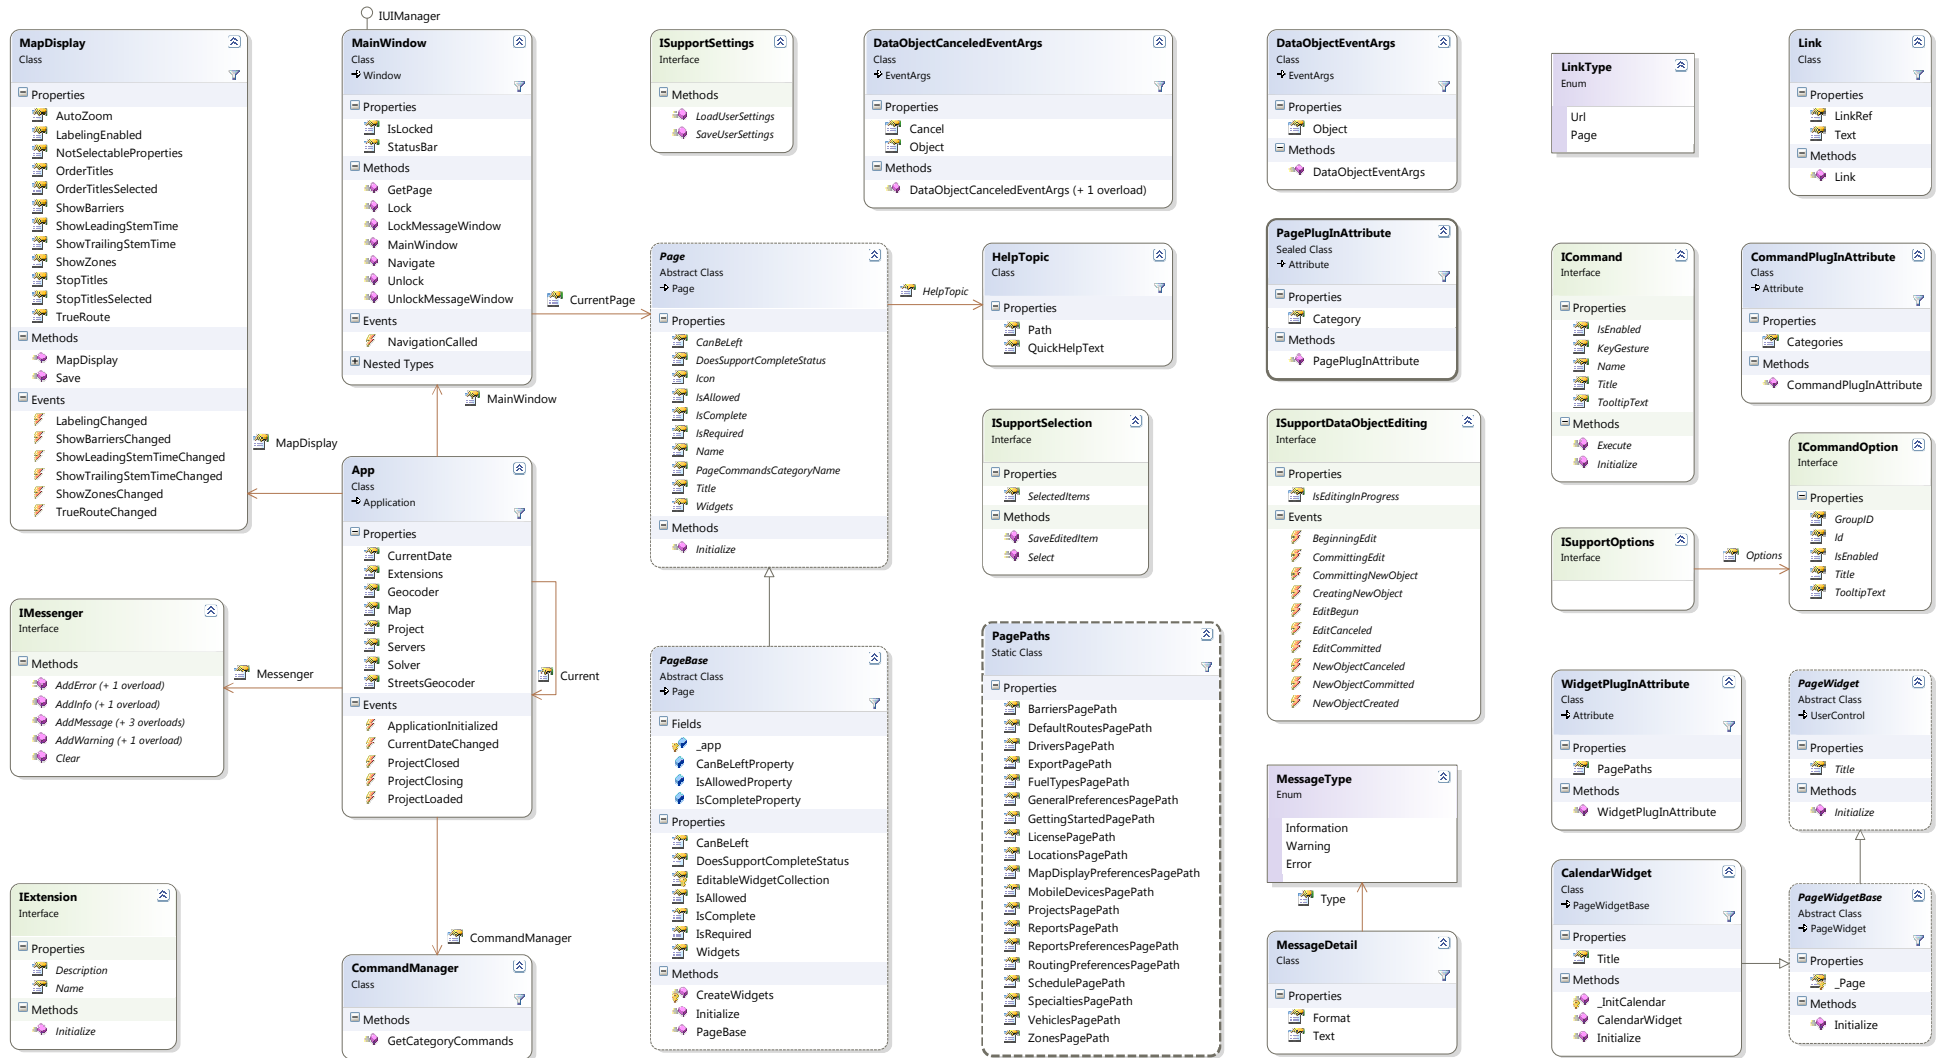 IUIManager
MapDisplay
Class
Properties
AutoZoom
LabelingEnabled
NotSelectableProperties
OrderTitles
OrderTitlesSelected
ShowBarriers
ShowLeadingStemTime
ShowTrailingStemTime
ShowZones
StopTitles
StopTitlesSelected
TrueRoute
Methods
MapDisplay
Save
Events
LabelingChanged
ShowBarriersChanged
ShowLeadingStemTimeChanged
ShowTrailingStemTimeChanged
ShowZonesChanged
TrueRouteChanged
MapDisplay
IMessenger
Interface
Methods
AddError (+ 1 overload)
AddInfo (+ 1 overload)
AddMessage (+ 3 overloads)
AddWarning (+ 1 overload)
Clear
Messenger
IExtension
Interface
Properties
Description
Name
Methods
Initialize
MainWindow
Class
Window
Properties
IsLocked
StatusBar
Methods
GetPage
Lock
LockMessageWindow
MainWindow
Navigate
Unlock
UnlockMessageWindow
Events
NavigationCalled
Nested Types
CurrentPage
MainWindow
App
Class
Application
Properties
CurrentDate
Extensions
Geocoder
Map
Project
Servers
Solver
StreetsGeocoder
Events
ApplicationInitialized
CurrentDateChanged
ProjectClosed
ProjectClosing
ProjectLoaded
Current
CommandManager
CommandManager
Class
Methods
GetCategoryCommands
ISupportSettings
Interface
Methods
LoadUserSettings
SaveUserSettings
Page
Abstract Class
Page
Properties
CanBeLeft
DoesSupportCompleteStatus
Icon
IsAllowed
IsComplete
IsRequired
Name
PageCommandsCategoryName
Title
Widgets
Methods
Initialize
HelpTopic
PageBase
Abstract Class
Page
Fields
_app
CanBeLeftProperty
IsAllowedProperty
IsCompleteProperty
Properties
CanBeLeft
DoesSupportCompleteStatus
EditableWidgetCollection
IsAllowed
IsComplete
IsRequired
Widgets
Methods
CreateWidgets
Initialize
PageBase
DataObjectCanceledEventArgs
Class
EventArgs
Properties
Cancel
Object
Methods
DataObjectCanceledEventArgs (+ 1 overload)
HelpTopic
Class
Properties
Path
QuickHelpText
ISupportSelection
Interface
Properties
SelectedItems
Methods
SaveEditedItem
Select
PagePaths
Static Class
Properties
BarriersPagePath
DefaultRoutesPagePath
DriversPagePath
ExportPagePath
FuelTypesPagePath
GeneralPreferencesPagePath
GettingStartedPagePath
LicensePagePath
LocationsPagePath
MapDisplayPreferencesPagePath
MobileDevicesPagePath
ProjectsPagePath
ReportsPagePath
ReportsPreferencesPagePath
RoutingPreferencesPagePath
SchedulePagePath
SpecialtiesPagePath
VehiclesPagePath
ZonesPagePath
DataObjectEventArgs
Class
EventArgs
Properties
Object
Methods
DataObjectEventArgs
PagePlugInAttribute
Sealed Class
Attribute
Properties
Category
Methods
PagePlugInAttribute
ISupportDataObjectEditing
Interface
Properties
IsEditingInProgress
Events
BeginningEdit
CommittingEdit
CommittingNewObject
CreatingNewObject
EditBegun
EditCanceled
EditCommitted
NewObjectCanceled
NewObjectCommitted
NewObjectCreated
MessageType
Enum
Information
Warning
Error
Type
MessageDetail
Class
Properties
Format
Text
LinkType
Enum
Url
Page
Link
Class
Properties
LinkRef
Text
Methods
Link
ICommand
Interface
Properties
IsEnabled
KeyGesture
Name
Title
TooltipText
Methods
Execute
Initialize
CommandPlugInAttribute
Class
Attribute
Properties
Categories
Methods
CommandPlugInAttribute
ISupportOptions
Interface
Options
ICommandOption
Interface
Properties
GroupID
Id
IsEnabled
Title
TooltipText
WidgetPlugInAttribute
Class
Attribute
Properties
PagePaths
Methods
WidgetPlugInAttribute
PageWidget
Abstract Class
UserControl
Properties
Title
Methods
Initialize
CalendarWidget
Class
PageWidgetBase
Properties
Title
Methods
_InitCalendar
CalendarWidget
Initialize
PageWidgetBase
Abstract Class
PageWidget
Properties
_Page
Methods
Initialize